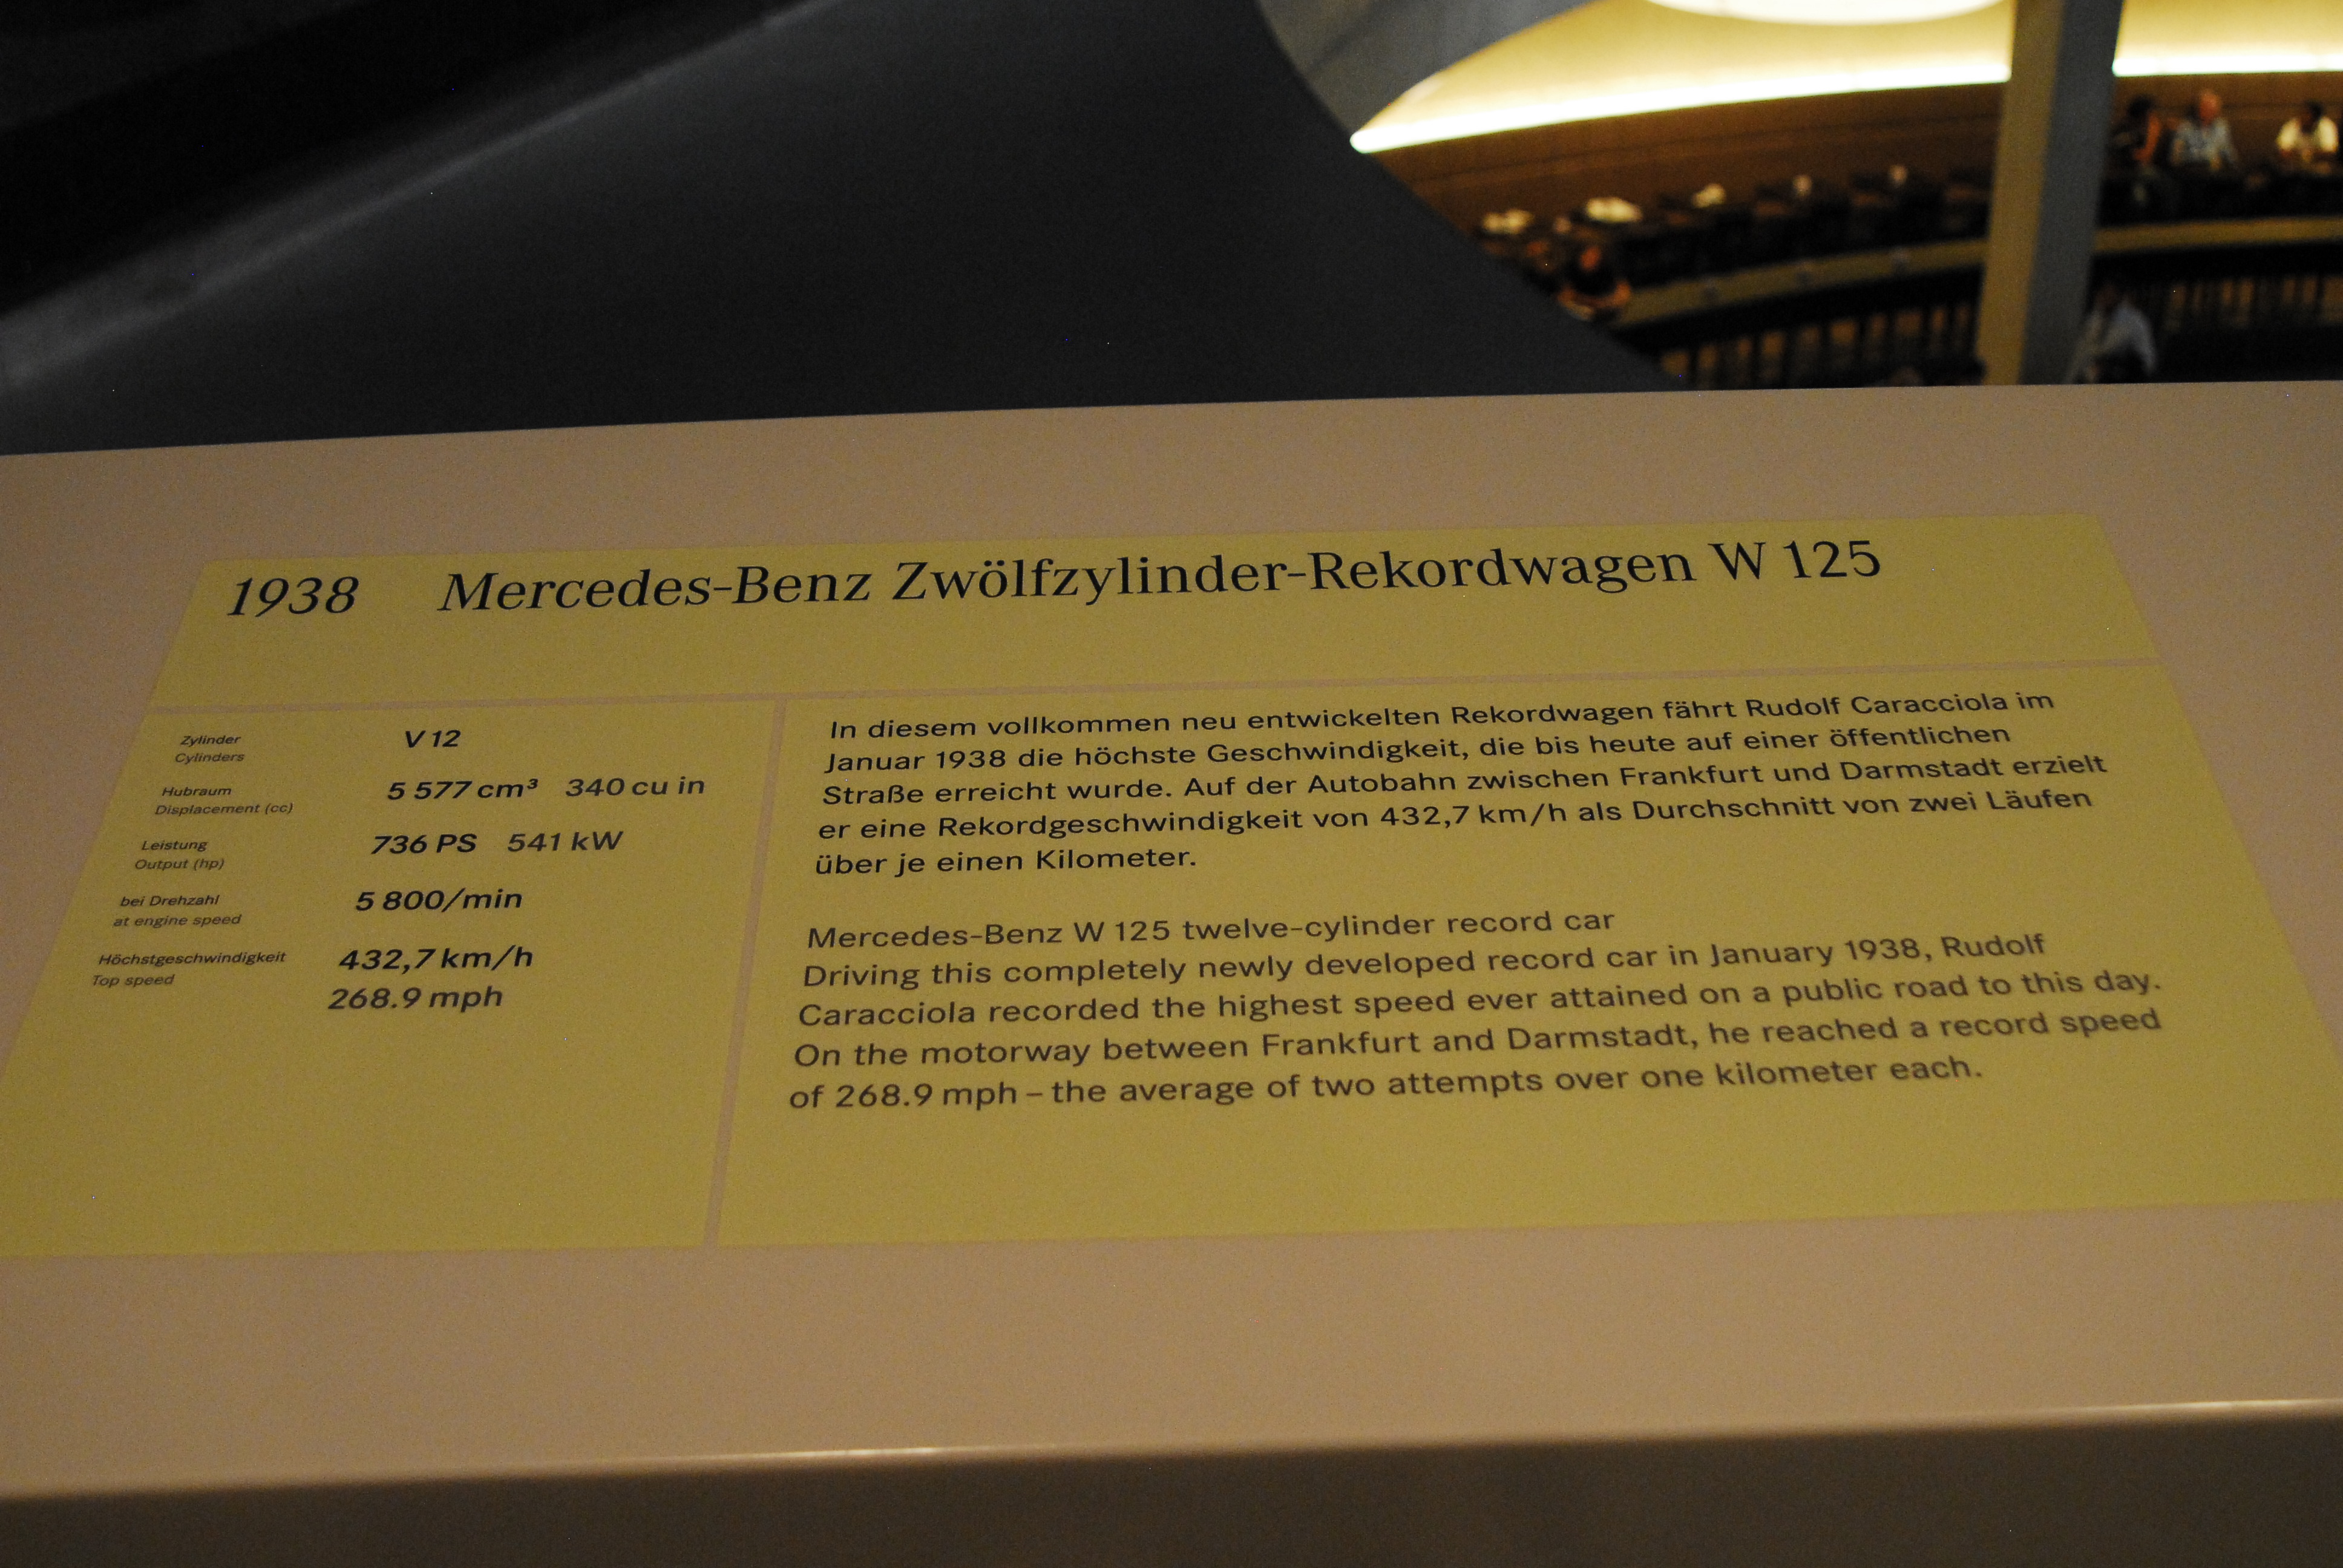 1938 Mercedes-Benz Zwölfzylinder-Rekordwagen W 125
Zylinder
Cylinders
V 12
Hubraum
Displacement (cc)
5 577 cm³ 340 cu in
Leistung
Output (hp)
736 PS 541 kW
bei Drehzahl
at engine speed
5 800/min
Höchstgeschwindigkeit
Top speed
432,7 km/h
268.9 mph
In diesem vollkommen neu entwickelten Rekordwagen fährt Rudolf Caracciola im
Januar 1938 die höchste Geschwindigkeit, die bis heute auf einer öffentlichen
Straße erreicht wurde. Auf der Autobahn zwischen Frankfurt und Darmstadt erzielt
er eine Rekordgeschwindigkeit von 432,7 km/h als Durchschnitt von zwei Läufen
über je einen Kilometer.
Mercedes-Benz W 125 twelve-cylinder record car
Driving this completely newly developed record car in January 1938, Rudolf
Caracciola recorded the highest speed ever attained on a public road to this day.
On the motorway between Frankfurt and Darmstadt, he reached a record speed
of 268.9 mph – the average of two attempts over one kilometer each.